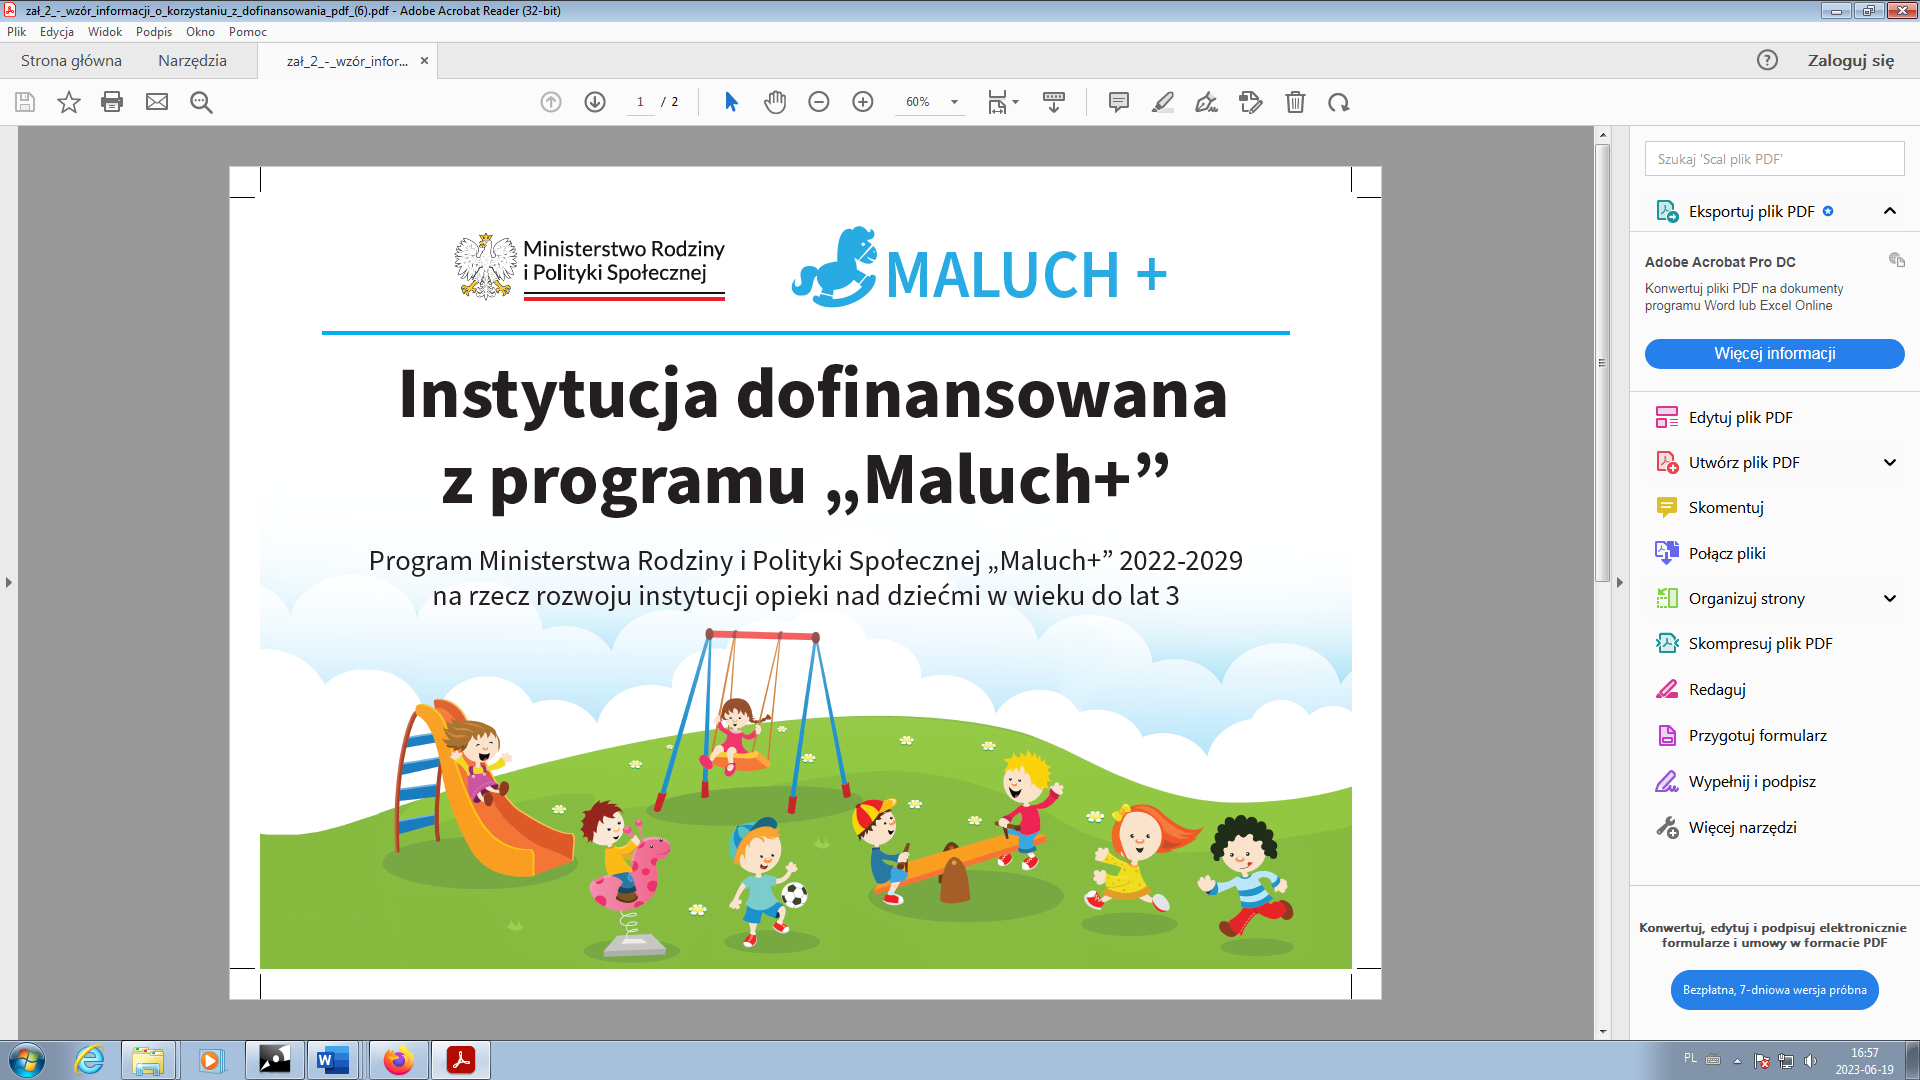 zał_2_-_wzór_informacji_o_korzystaniu_z_dofinansowania_pdf_(6).pdf - Adobe Acrobat Reader (32-bit)
Plik Edycja Widok Podpis Okno Pomoc
Strona główna Narzędzia zał_2_-_wzór_infor... × Zaloguj się
1 / 2 60%
Ministerstwo Rodziny
i Polityki Społecznej
MALUCH +
Instytucja dofinansowana
z programu „Maluch+”
Program Ministerstwa Rodziny i Polityki Społecznej „Maluch+” 2022-2029
na rzecz rozwoju instytucji opieki nad dziećmi w wieku do lat 3
Szukaj 'Scal plik PDF'
Eksportuj plik PDF
Adobe Acrobat Pro DC
Konwertuj pliki PDF na dokumenty
programu Word lub Excel Online
Więcej informacji
Edytuj plik PDF
Utwórz plik PDF
Skomentuj
Połącz pliki
Organizuj strony
Skompresuj plik PDF
Redaguj
Przygotuj formularz
Wypełnij i podpisz
Więcej narzędzi
Konwertuj, edytuj i podpisuj elektronicznie
formularze i umowy w formacie PDF
Bezpłatna, 7-dniowa wersja próbna
PL
16:57
2023-06-19